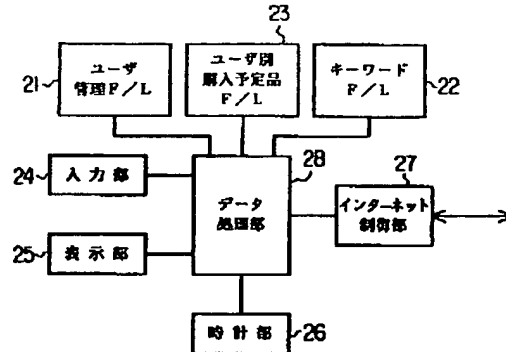 23
ユーザ
管理F/L
21
ユーザ別
購入予定品
F/L
キーワード
F/L
22
24
入力部
28
データ
処理部
27
インターネット
制御部
25
表示部
時計部
26